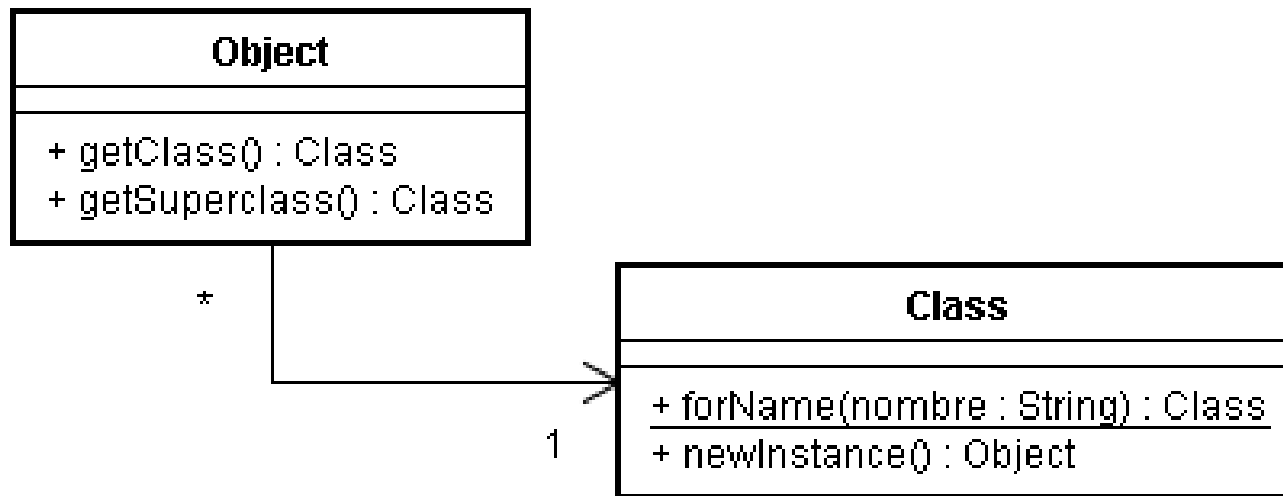 Object
+ getClass() : Class
+ getSuperclass() : Class
*
Class
+ forName(nombre : String) : Class
+ newInstance() : Object
1